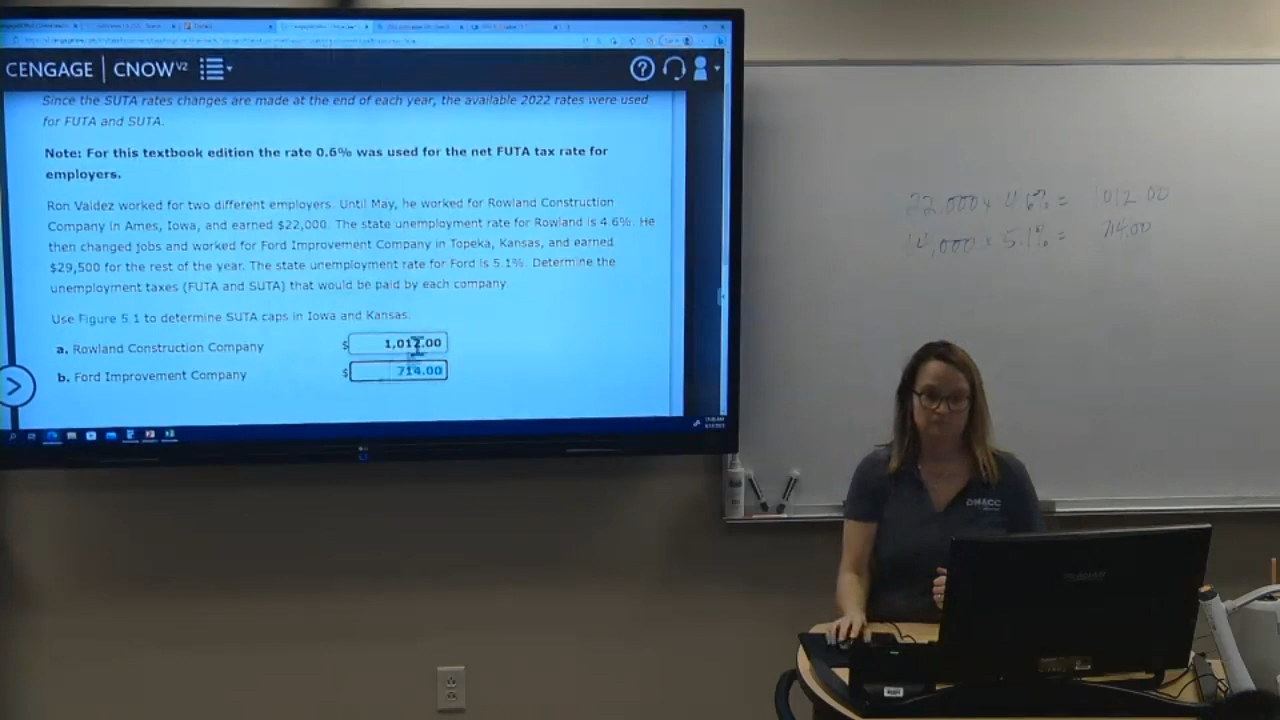 CENGAGE CNOWv2
Since the SUTA rates changes are made at the end of each year, the available 2022 rates were used
for FUTA and SUTA.
Note: For this textbook edition the rate 0.6% was used for the net FUTA tax rate for
employers.
Ron Valdez worked for two different employers. Until May, he worked for Rowland Construction
Company in Ames, Iowa, and earned $22,000. The state unemployment rate for Rowland is 4.6%. He
then changed jobs and worked for Ford Improvement Company in Topeka, Kansas, and earned
$29,500 for the rest of the year. The state unemployment rate for Ford is 5.1%. Determine the
unemployment taxes (FUTA and SUTA) that would be paid by each company
Use Figure 5.1 to determine SUTA caps in Iowa and Kansas.
a. Rowland Construction Company $ 1,012.00
b. Ford Improvement Company $ 714.00
22,000 x 4.6% = 1012.00
14,000 x 5.1% = 714.00
DMACC